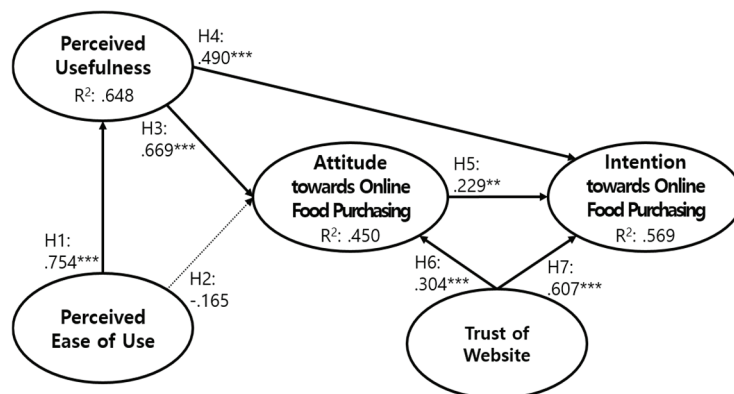 Perceived
Usefulness
R²: .648
H4:
.490***
H3:
.669***
Attitude
towards Online
Food Purchasing
R²: .450
H5:
.229**
Intention
towards Online
Food Purchasing
R²: .569
H1:
.754***
H2:
-.165
H6:
.304***
H7:
.607***
Perceived
Ease of Use
Trust of
Website